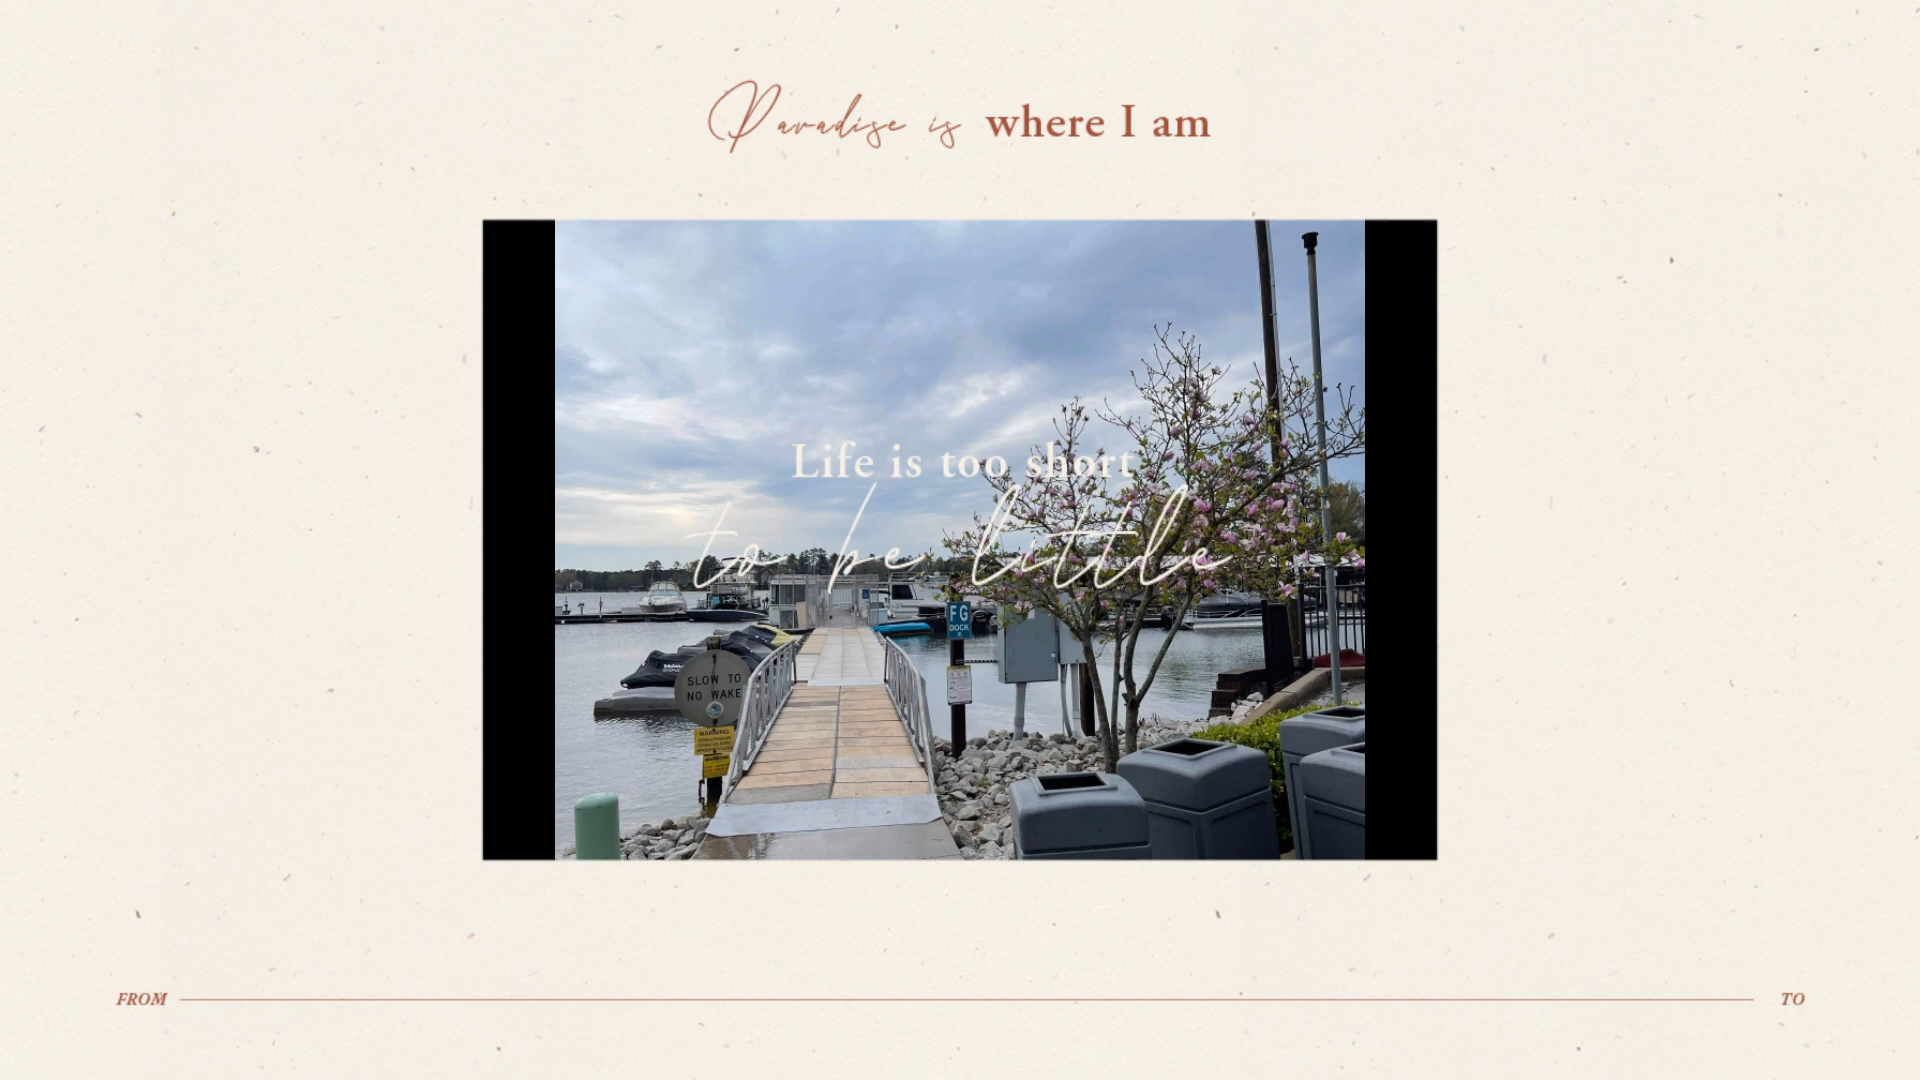 Paradise is where I am
Life is too short
to be little
FG
DOCK
SLOW TO
NO WAKE
WARNING
FROM
TO